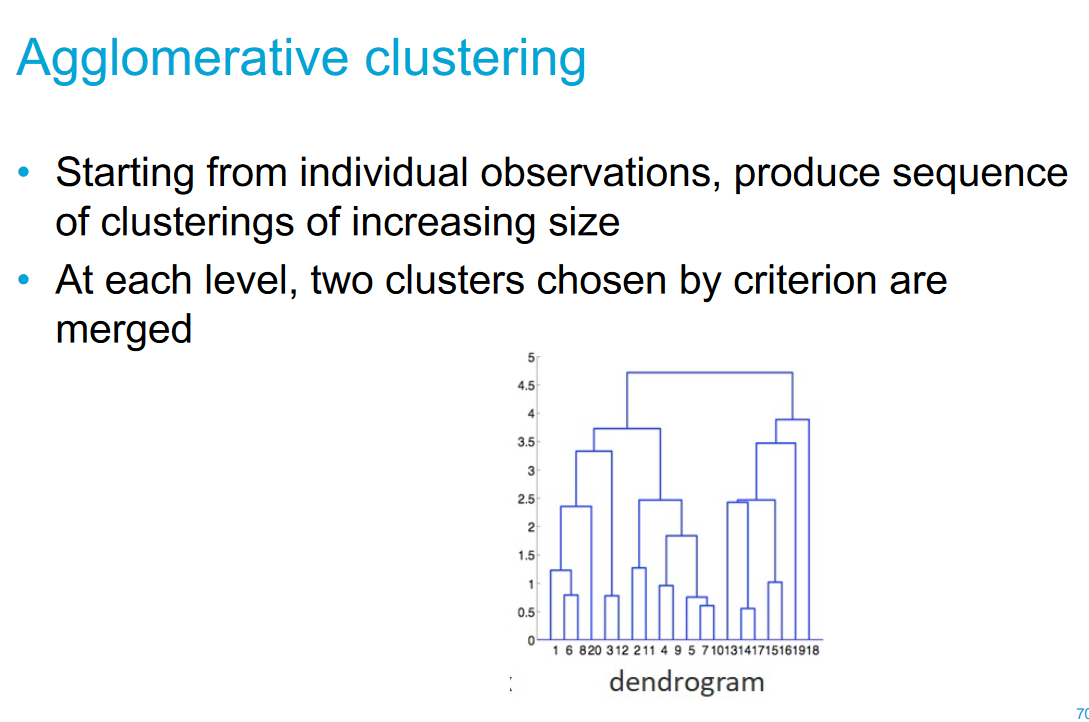 Agglomerative clustering
• Starting from individual observations, produce sequence
of clusterings of increasing size
• At each level, two clusters chosen by criterion are
merged
5
4.5
4
3.5
3
2.5
2
1.5
1
0.5
0
1 6 8 20 3 12 2 11 4 9 5 7 10 13 14 17 15 16 19 18
dendrogram
70